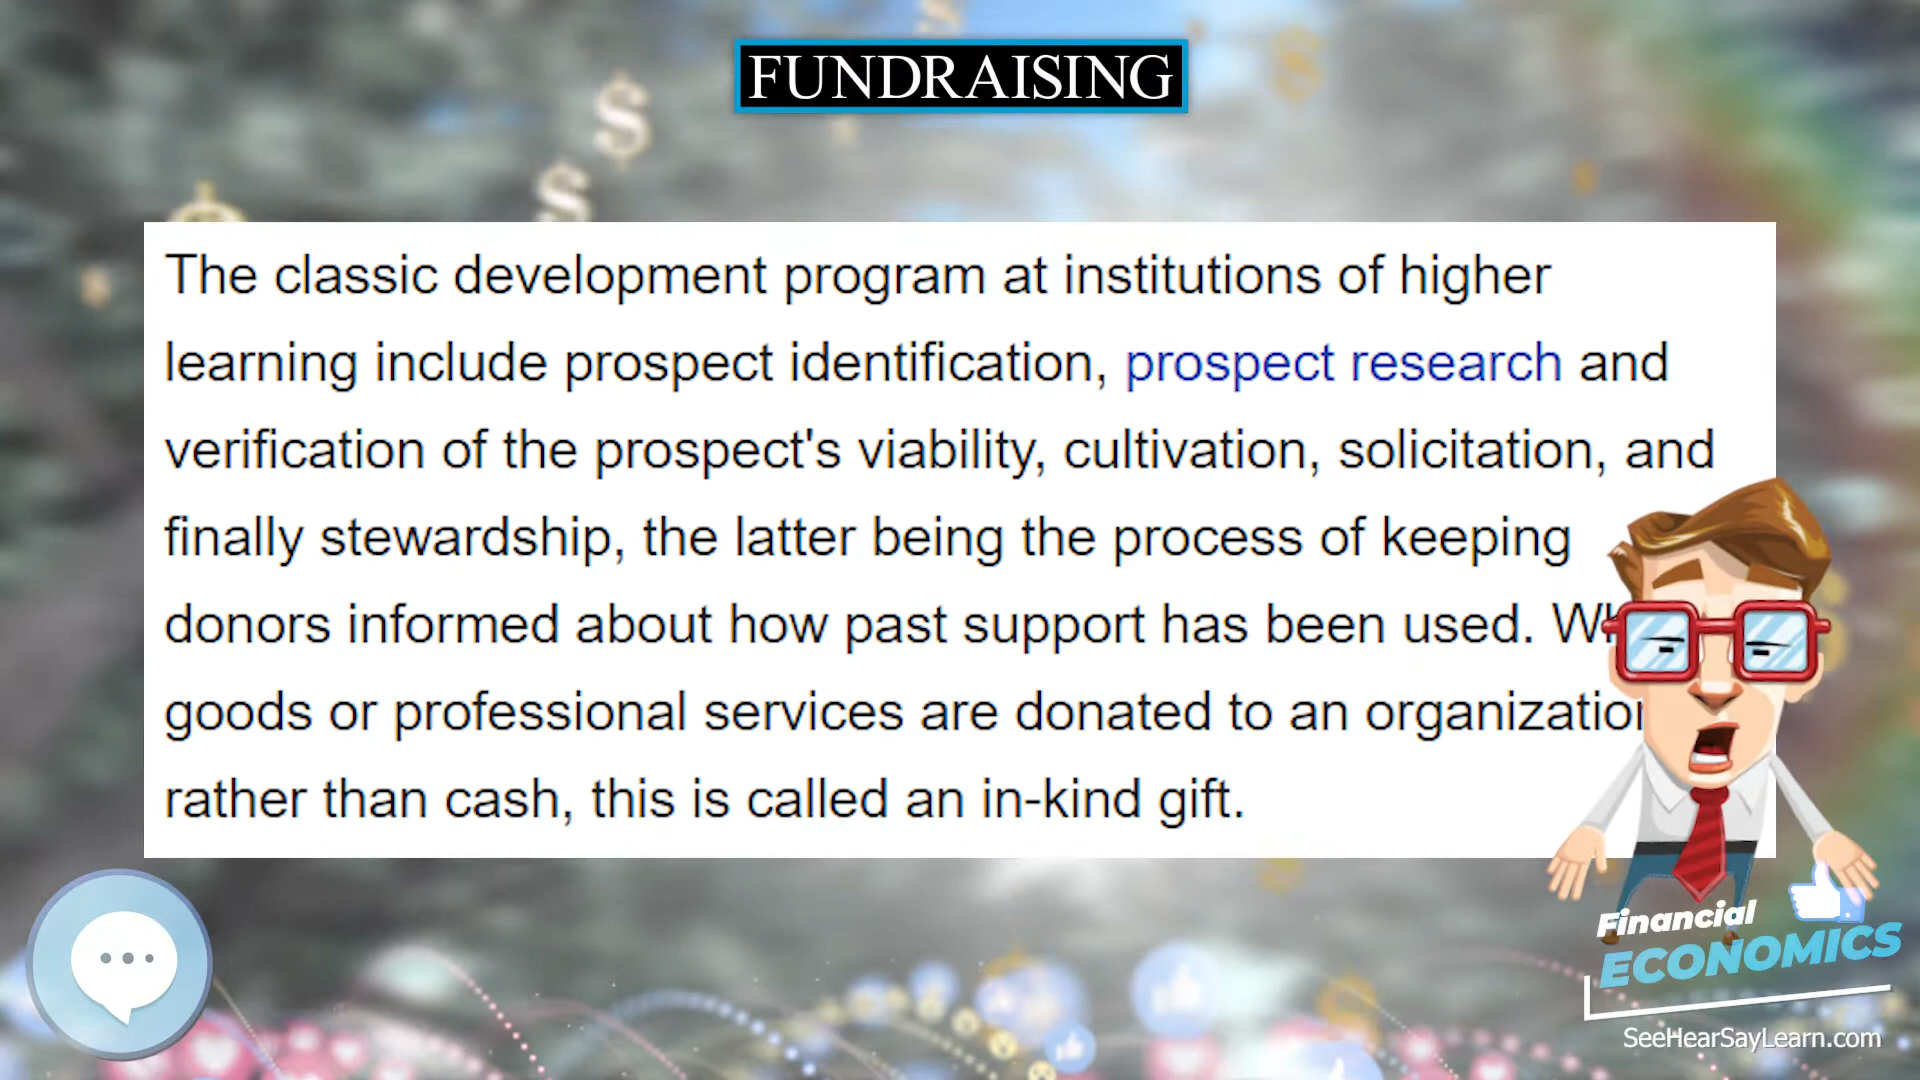 FUNDRAISING
The classic development program at institutions of higher
learning include prospect identification, prospect research and
verification of the prospect's viability, cultivation, solicitation, and
finally stewardship, the latter being the process of keeping
donors informed about how past support has been used.
goods or professional services are donated to an
rather than cash, this is called an in-kind gift.
Financial
ECONOMICS
SeeHearSayLearn.com